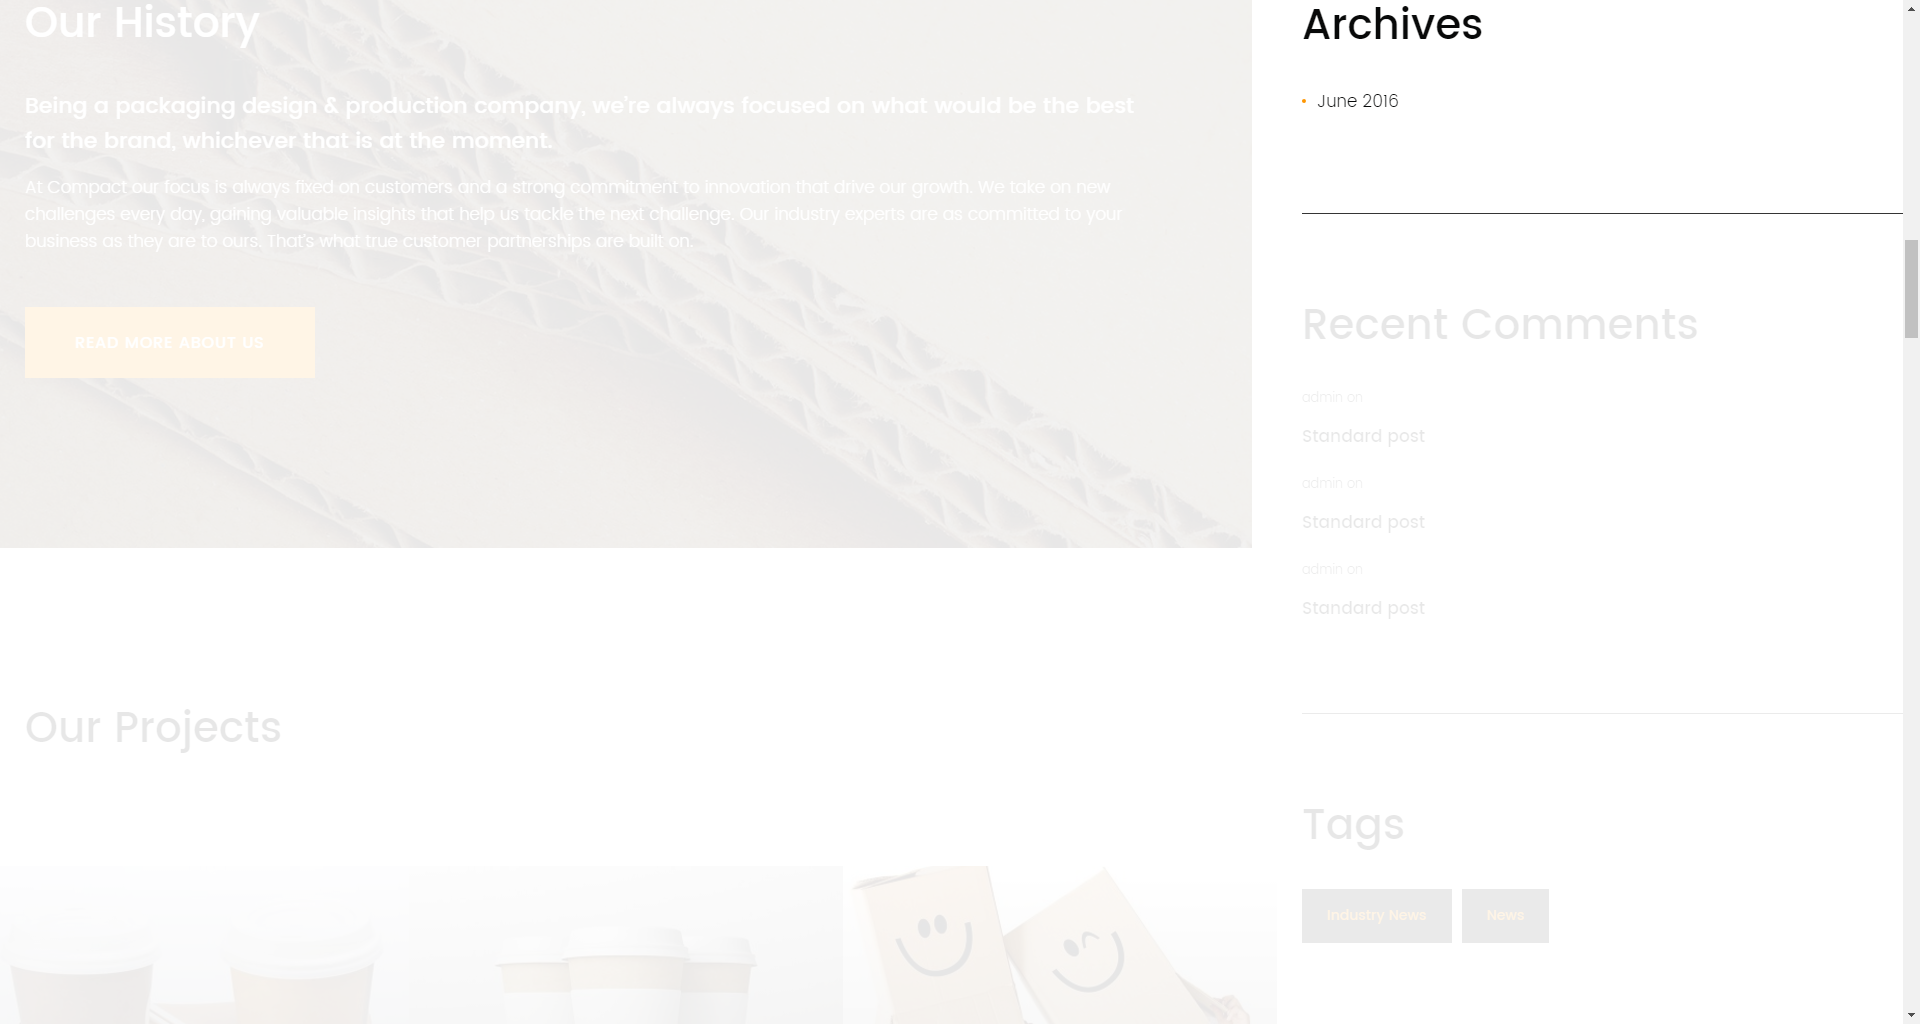 Our History
Being a packaging design & production company, we're always focused on what would be the best
for the brand, whichever that is at the moment.
At Compact our focus is always fixed on customers and a strong commitment to innovation that drive our growth. We take on new
challenges every day, gaining valuable insights that help us tackle the next challenge. Our industry experts are as committed to your
business as they are to ours. That's what true customer partnerships are built on.
READ MORE ABOUT US
Our Projects
Archives
June 2016
Recent Comments
admin on
Standard post
admin on
Standard post
admin on
Standard post
Tags
Industry News
News